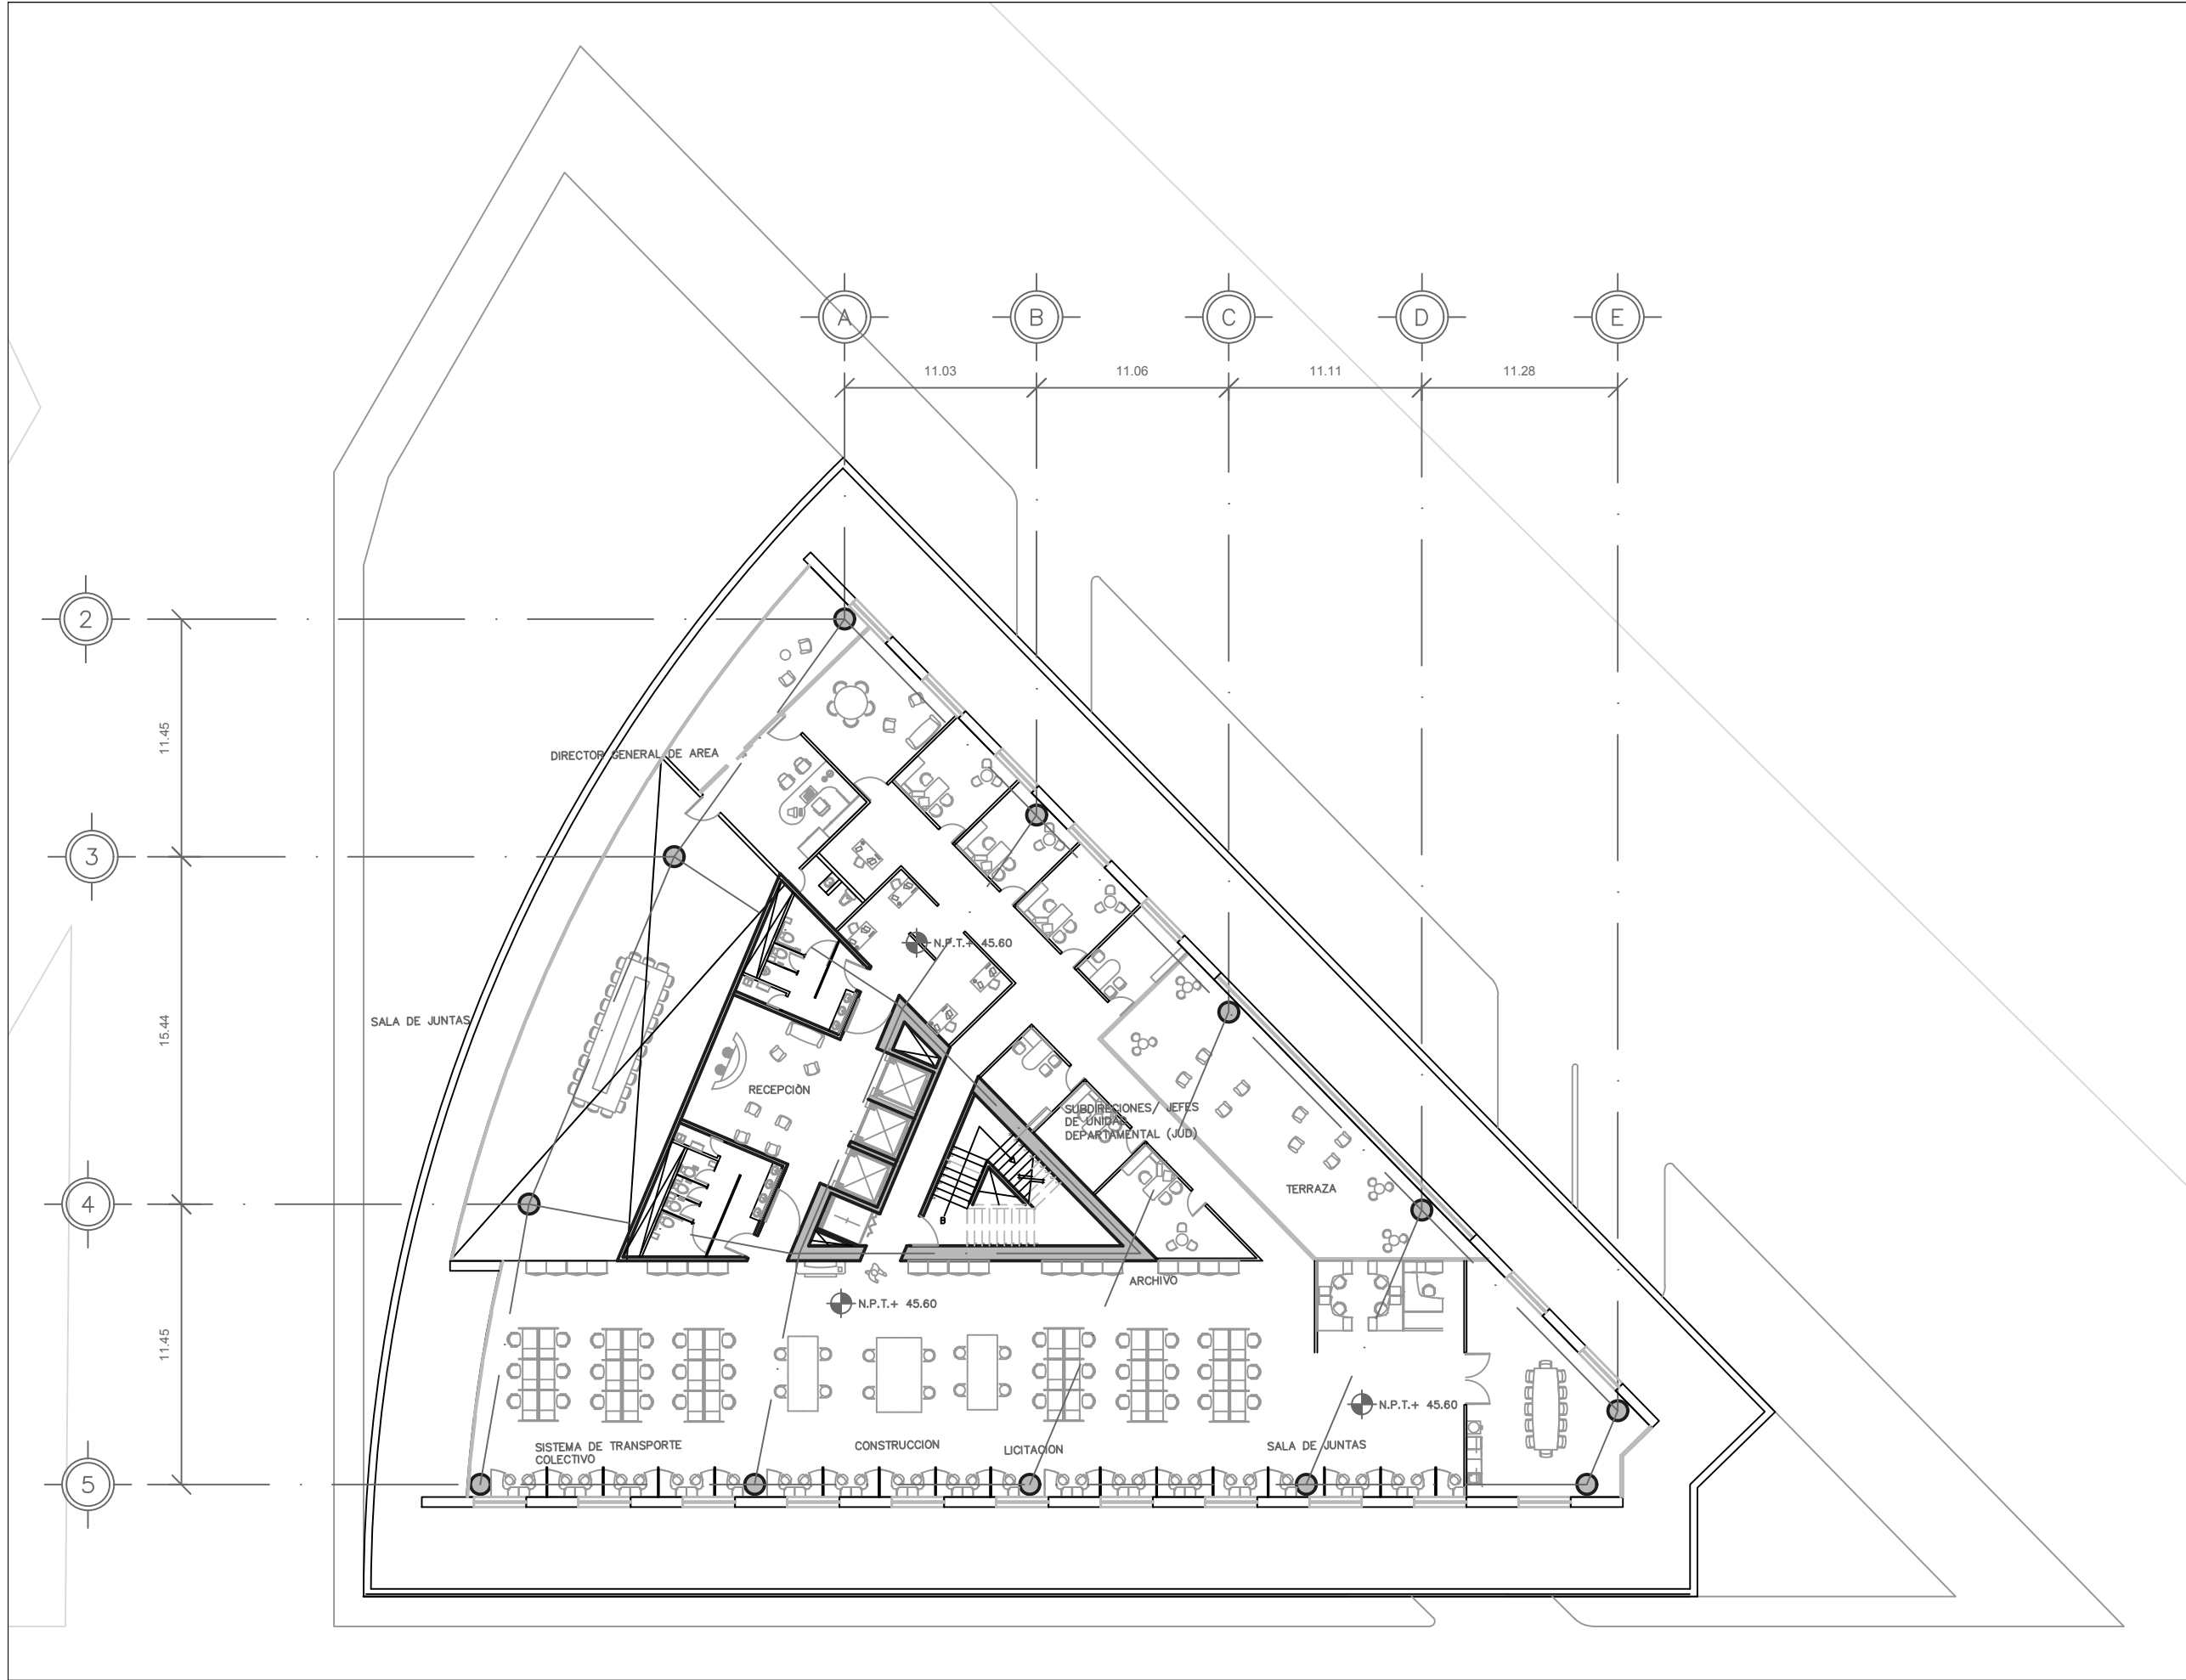 A
B
C
D
E
11.03
11.06
11.11
11.28
2
11.45
DIRECTOR GENERAL DE AREA
3
N.P.T.+ 45.60
15.44
SALA DE JUNTAS
RECEPCIÒN
SUBDIRECIONES/ JEFES
DE UNIDAD
DEPARTAMENTAL (JUD)
TERRAZA
4
B
ARCHIVO
N.P.T.+ 45.60
11.45
N.P.T.+ 45.60
SISTEMA DE TRANSPORTE
COLECTIVO
CONSTRUCCION
LICITACION
SALA DE JUNTAS
5